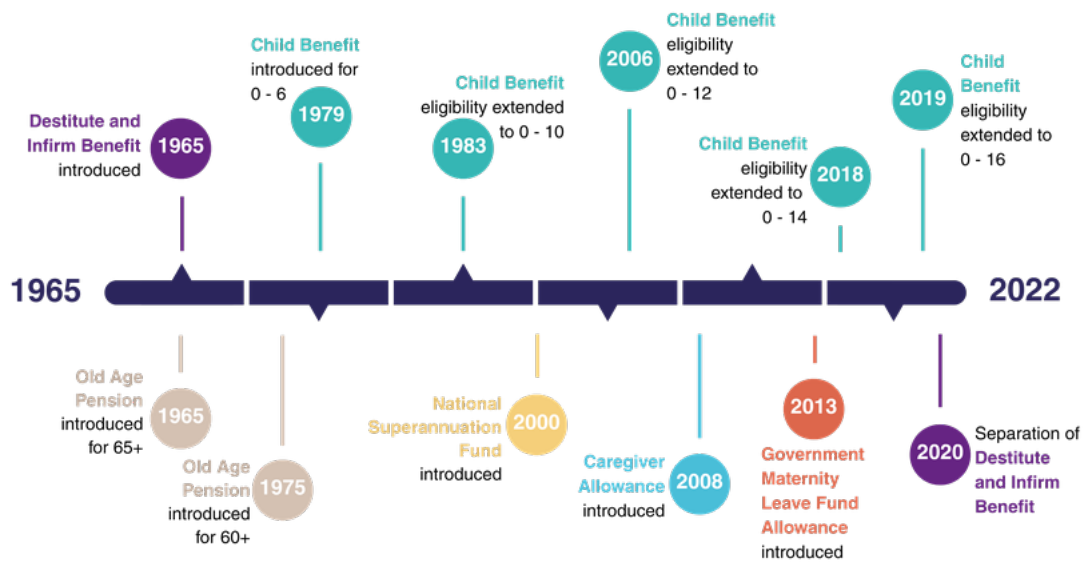 Destitute and
Infirm Benefit
introduced
1965
Child Benefit
introduced for
0 - 6
1979
Child Benefit
eligibility extended
to 0 - 10
1983
2006
Child Benefit
eligibility
extended to
0 - 12
Child Benefit
eligibility
extended to
0 - 14
2018
2019
Child
Benefit
eligibility
extended to
0 - 16
1965
2022
Old Age
Pension
introduced
for 65+
1965
Old Age
Pension
introduced
for 60+
1975
National
Superannuation
Fund
introduced
2000
Caregiver
Allowance
introduced
2008
2013
Government
Maternity
Leave Fund
Allowance
introduced
2020
Separation of
Destitute
and Infirm
Benefit